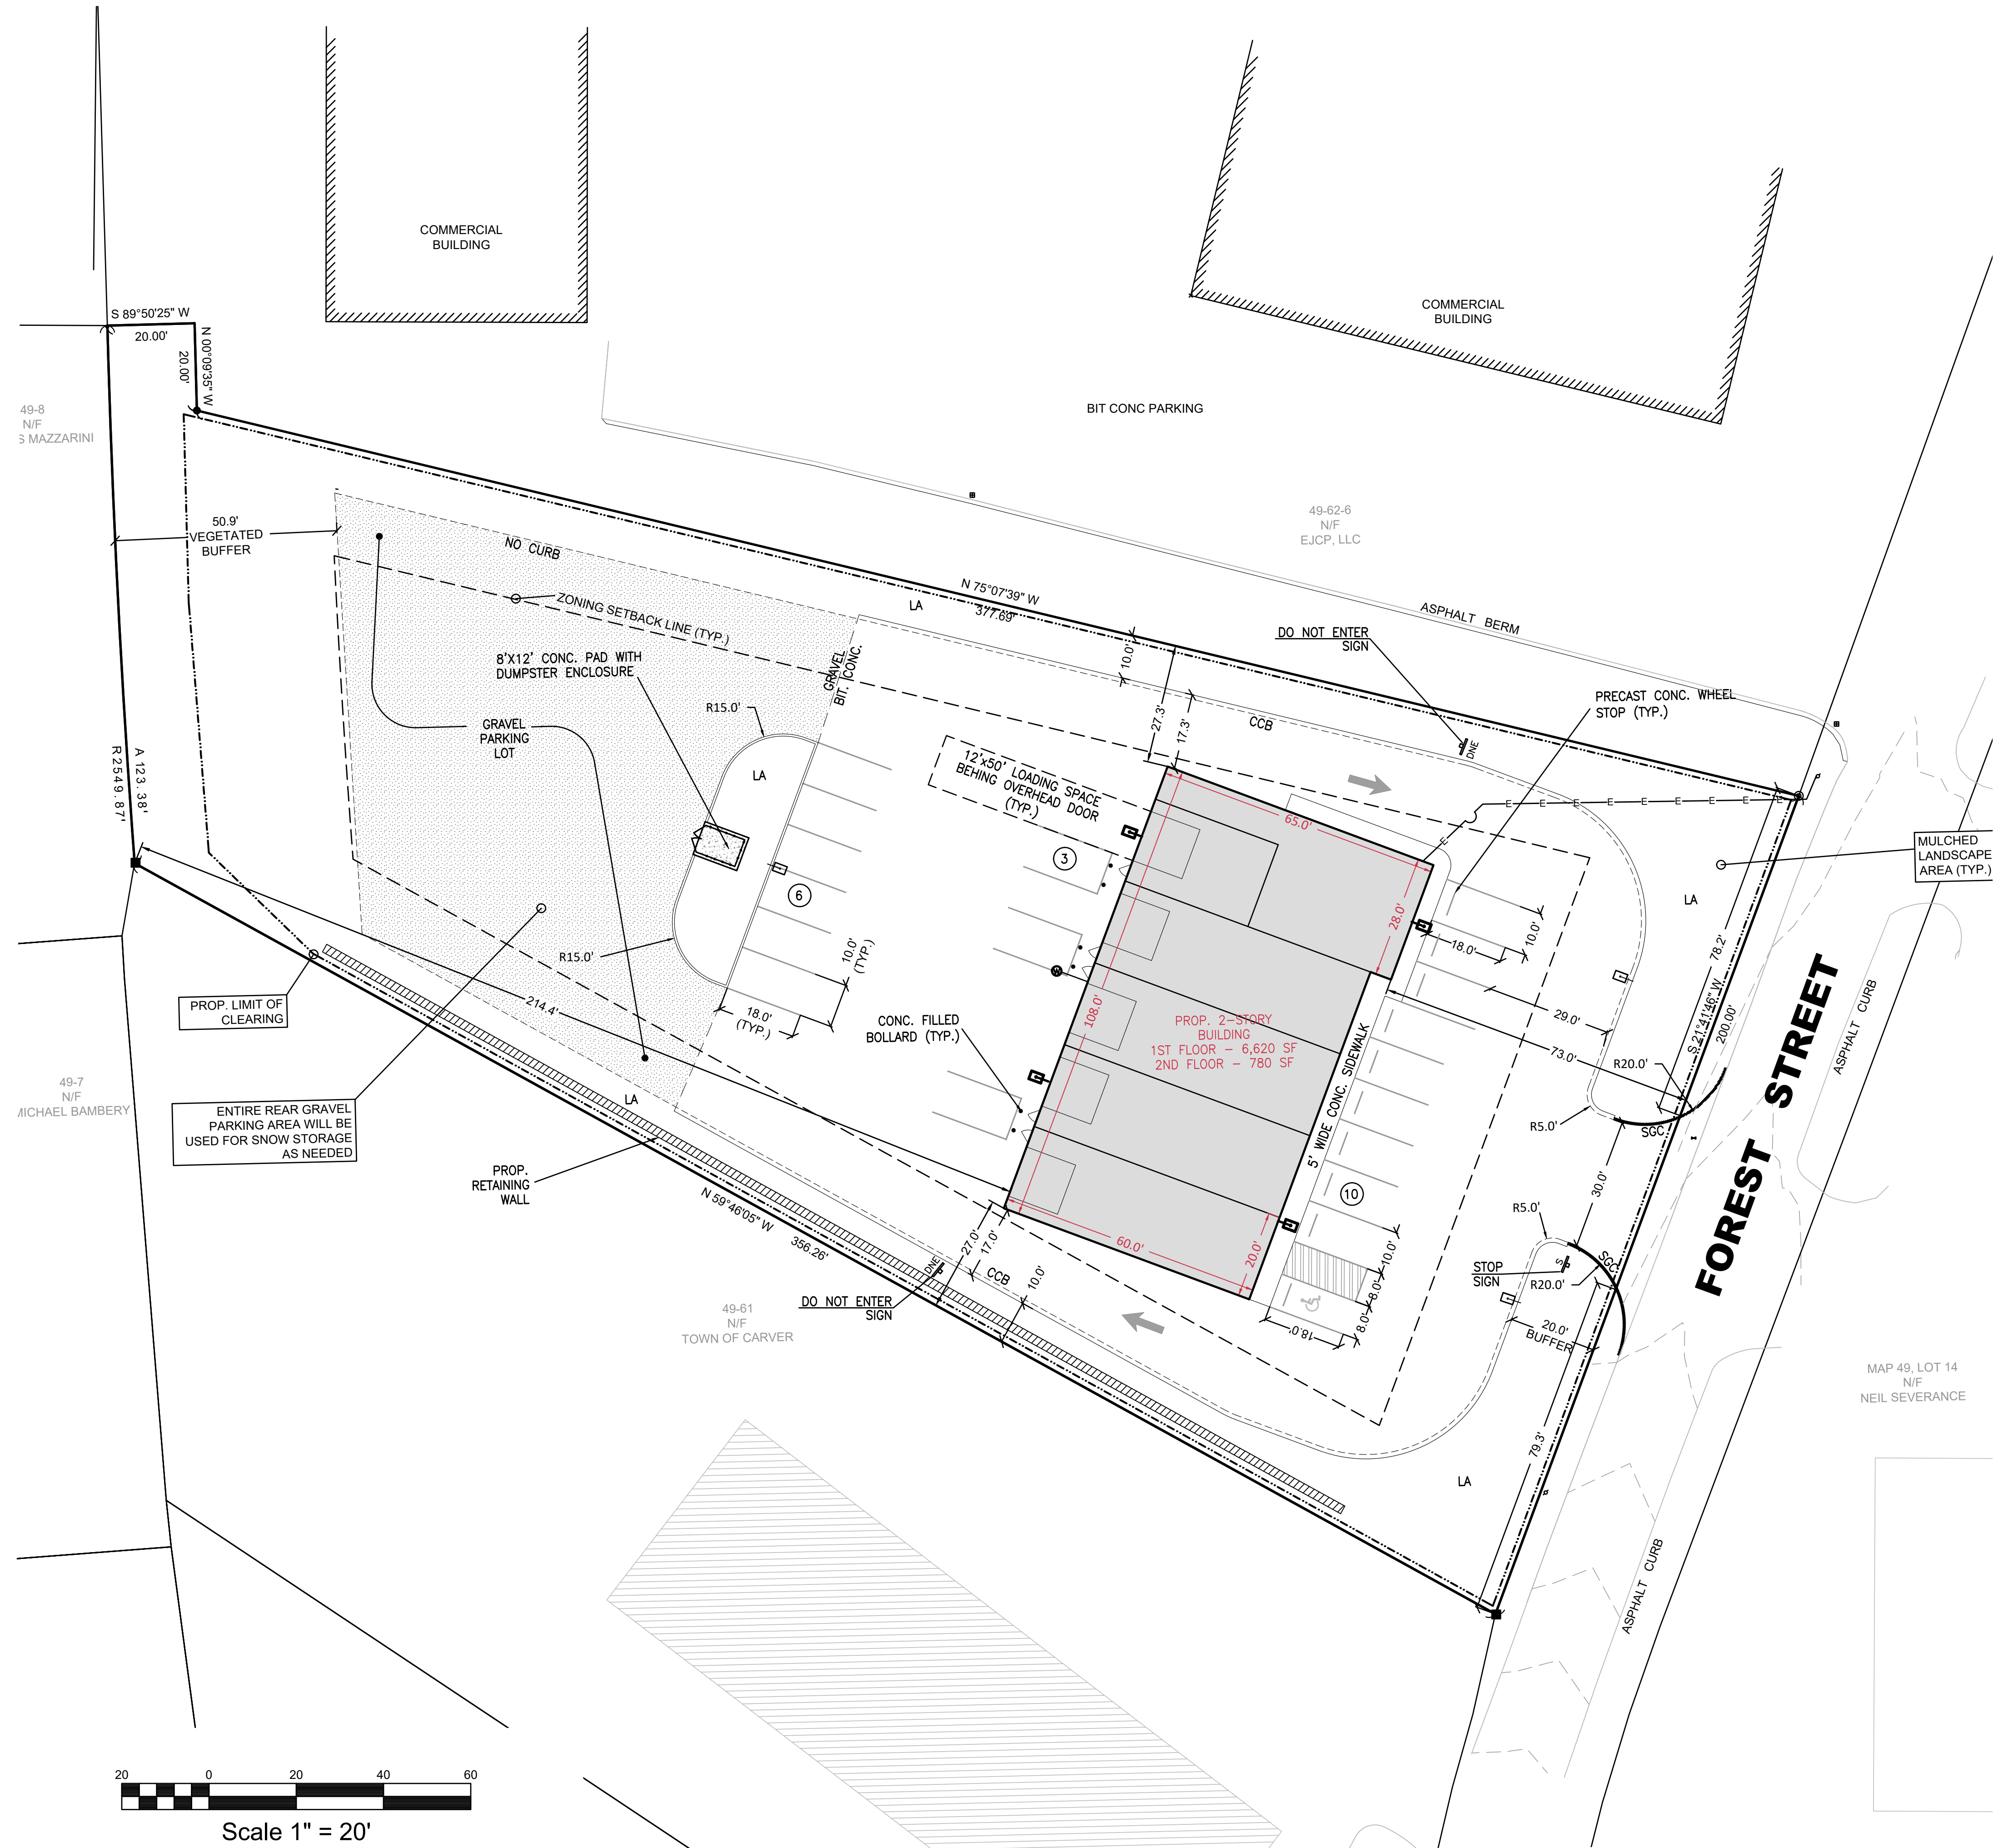 COMMERCIAL
BUILDING
COMMERCIAL
BUILDING
S 89°50'25" W
20.00'
N 00°09'35" W
20.00'
BIT CONC PARKING
49-8
N/F
S MAZZARINI
49-62-6
N/F
EJCP, LLC
50.9'
VEGETATED
BUFFER
NO CURB
ZONING SETBACK LINE (TYP.)
N 75°07'39" W
377.69'
LA
ASPHALT BERM
DO NOT ENTER
SIGN
10.0'
8'X12' CONC. PAD WITH
DUMPSTER ENCLOSURE
GRAVEL
BIT. CONC.
PRECAST CONC. WHEEL
STOP (TYP.)
R15.0'
27.3'
17.3'
CCB
DNE
GRAVEL
PARKING
LOT
LA
12'x50' LOADING SPACE
BEHING OVERHEAD DOOR
(TYP.)
A 123.38'
R 2549.87'
65.0'
E E E E E E E E E
E
MULCHED
LANDSCAPE
AREA (TYP.)
3
6
LA
28.0'
10.0'
18.0'
78.2'
R15.0'
10.0'
(TYP.)
W
214.4'
PROP. LIMIT OF
CLEARING
18.0'
(TYP.)
CONC. FILLED
BOLLARD (TYP.)
108.0'
PROP. 2-STORY
BUILDING
1ST FLOOR - 6,620 SF
2ND FLOOR - 780 SF
29.0'
73.0'
S 21°41'46" W
200.00'
R20.0'
ASPHALT CURB
FOREST STREET
49-7
N/F
MICHAEL BAMBERY
LA
ENTIRE REAR GRAVEL
PARKING AREA WILL BE
USED FOR SNOW STORAGE
AS NEEDED
5' WIDE CONC. SIDEWALK
R5.0'
SGC
PROP.
RETAINING
WALL
10
30.0'
N 59°46'05" W
356.26'
R5.0'
27.0'
17.0'
60.0'
20.0'
10.0'
SGC
STOP
SIGN
S
R20.0'
DNE
CCB
10.0'
8.0'
8.0'
18.0'
DO NOT ENTER
SIGN
20.0'
BUFFER
49-61
N/F
TOWN OF CARVER
MAP 49, LOT 14
N/F
NEIL SEVERANCE
79.3'
LA
ASPHALT CURB
20 0 20 40 60
Scale 1" = 20'